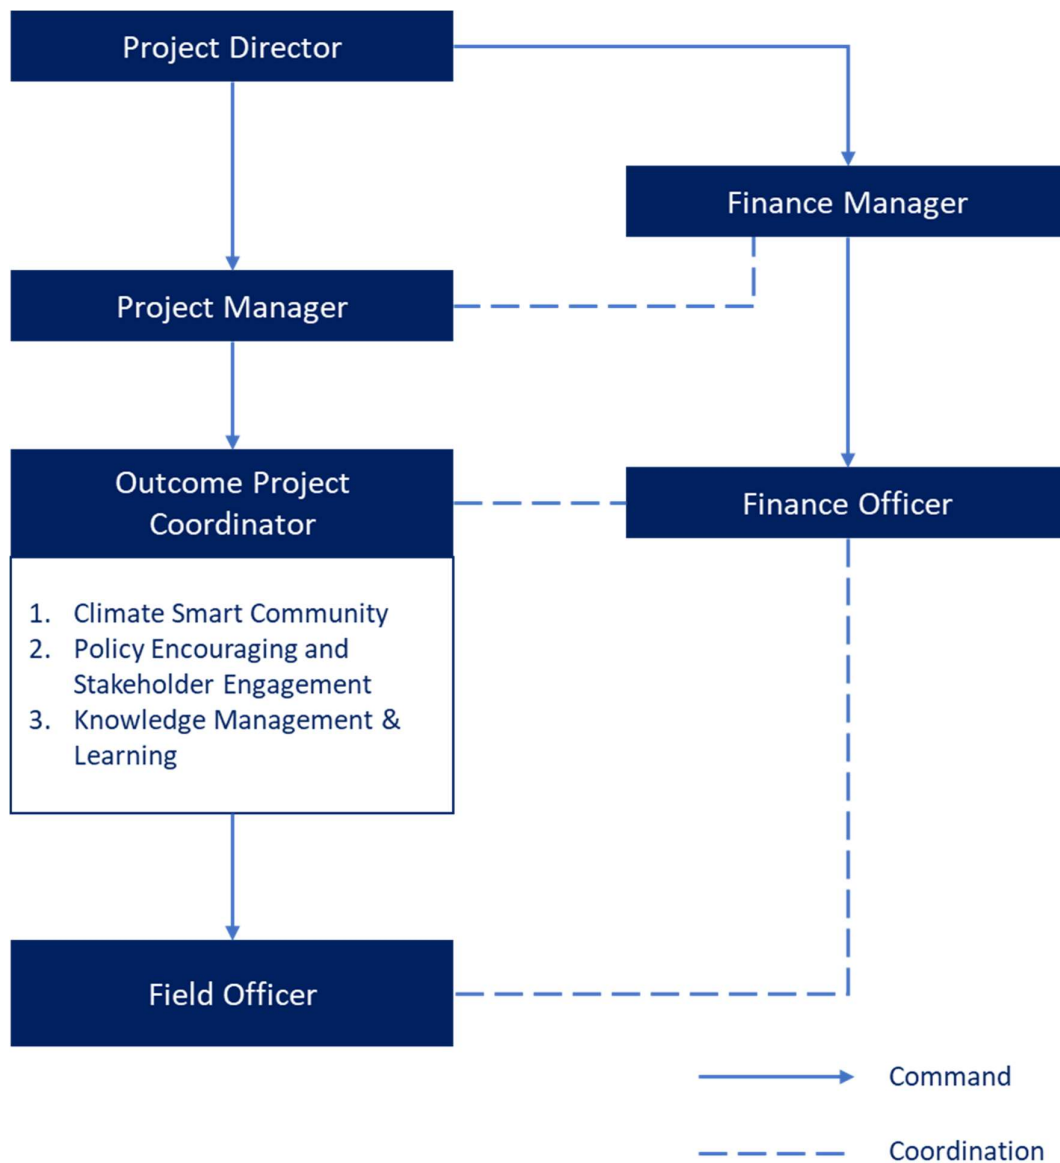 Project Director
Finance Manager
Project Manager
Outcome Project
Coordinator
Finance Officer
1. Climate Smart Community
2. Policy Encouraging and
Stakeholder Engagement
3. Knowledge Management &
Learning
Field Officer
Command
Coordination